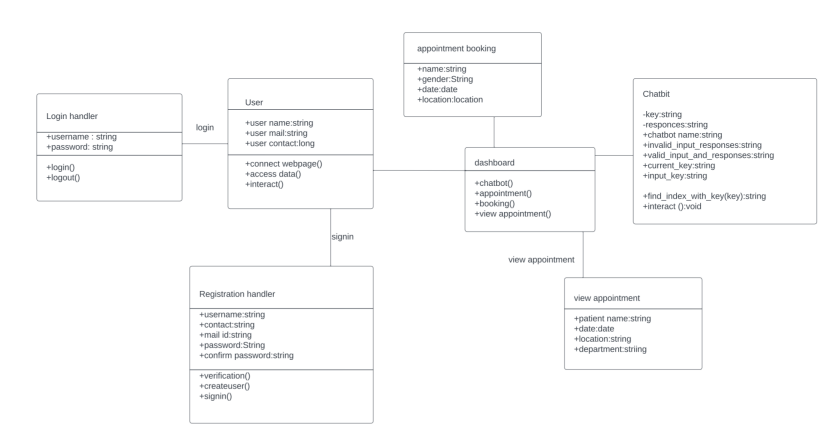 appointment booking
+name:string
+gender:String
+date:date
+location:location
User
+user name:string
+user mail:string
+user contact:long
+connect webpage()
+access data()
+interact()
Login handler
+username : string
+password: string
+login()
+logout()
login
Chatbit
-key:string
-responces:string
+chatbot name:string
+invalid_input_responses:string
+valid_input_and_responses:string
+current_key:string
+input_key:string
+find_index_with_key(key):string
+interact ():void
dashboard
+chatbot()
+appointment()
+booking()
+view appointment()
signin
view appointment
Registration handler
+username:string
+contact:string
+mail id:string
+password:String
+confirm password:string
+verification()
+createuser()
+signin()
view appointment
+patient name:string
+date:date
+location:string
+department:striing